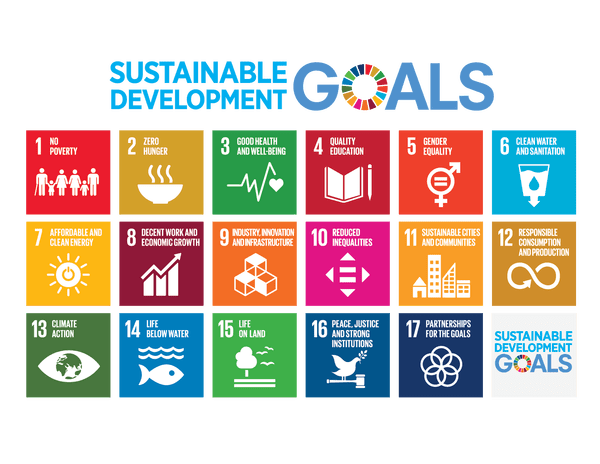 SUSTAINABLE
DEVELOPMENT
GOALS
1 NO
POVERTY
2 ZERO
HUNGER
3 GOOD HEALTH
AND WELL-BEING
4 QUALITY
EDUCATION
5 GENDER
EQUALITY
6 CLEAN WATER
AND SANITATION
7 AFFORDABLE AND
CLEAN ENERGY
8 DECENT WORK AND
ECONOMIC GROWTH
9 INDUSTRY, INNOVATION
AND INFRASTRUCTURE
10 REDUCED
INEQUALITIES
11 SUSTAINABLE CITIES
AND COMMUNITIES
12 RESPONSIBLE
CONSUMPTION
AND PRODUCTION
13 CLIMATE
ACTION
14 LIFE
BELOW WATER
15 LIFE
ON LAND
16 PEACE, JUSTICE
AND STRONG
INSTITUTIONS
17 PARTNERSHIPS
FOR THE GOALS
SUSTAINABLE
DEVELOPMENT
GOALS